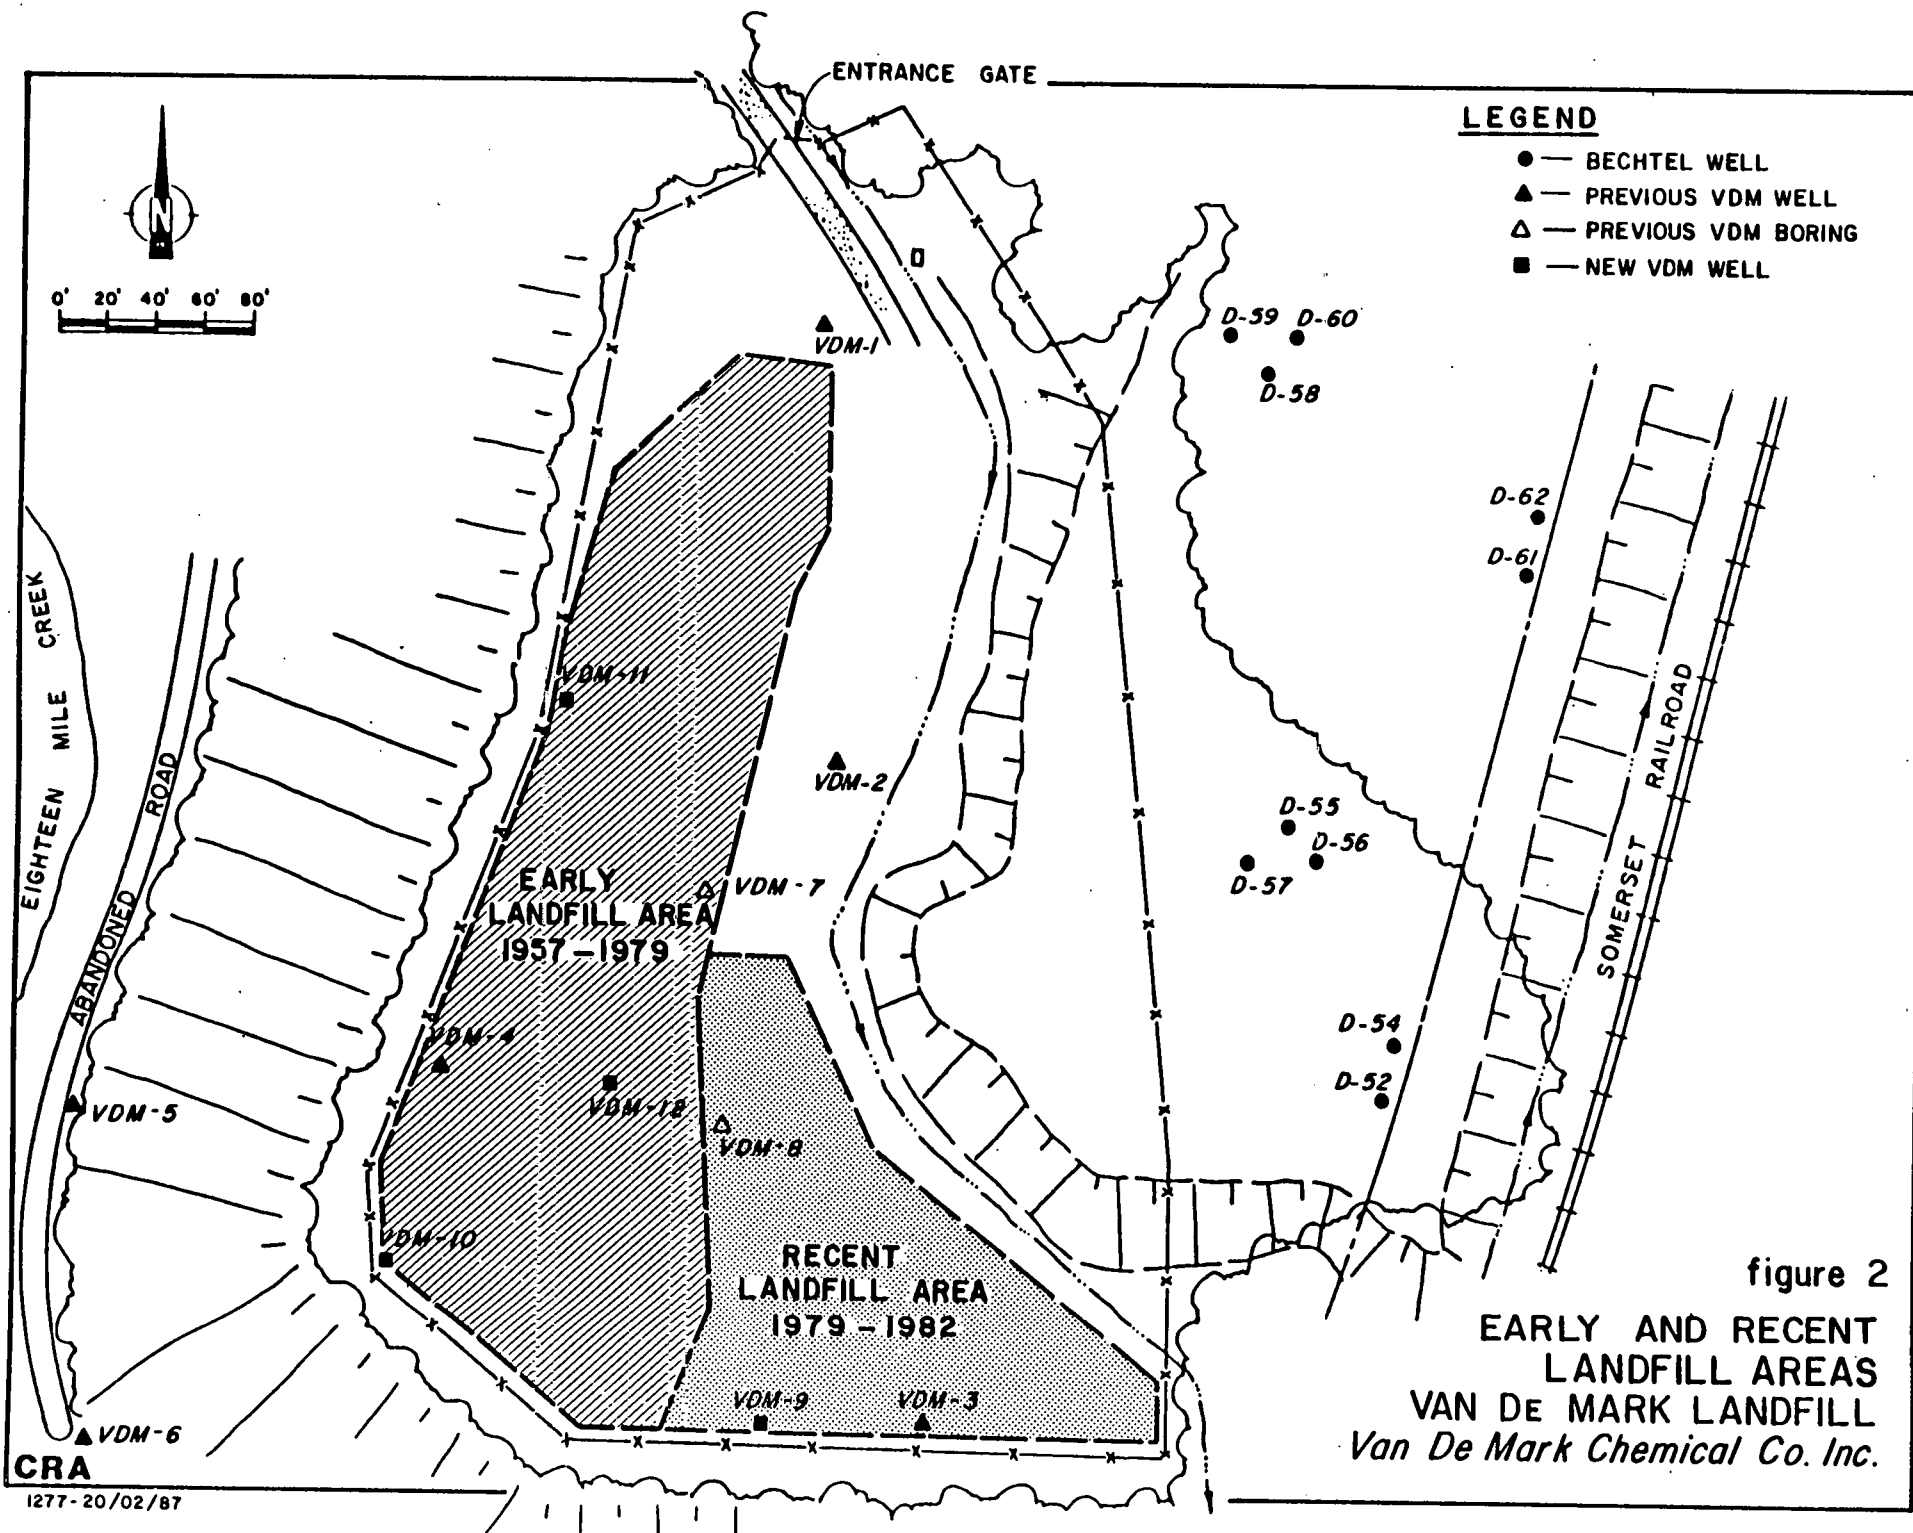 ENTRANCE GATE
LEGEND
BECHTEL WELL
PREVIOUS VDM WELL
PREVIOUS VDM BORING
NEW VDM WELL
N
0' 20' 40' 60' 80'
D-59 D-60
VDM-1
D-58
D-62
D-61
EIGHTEEN MILE CREEK
ABANDONED ROAD
VDM-11
SOMERSET RAILROAD
VDM-2
D-55
D-56
D-57
EARLY
LANDFILL AREA
1957-1979
VDM-7
VDM-4
D-54
D-52
VDM-5
VDM-12
VDM-8
VDM-10
RECENT
LANDFILL AREA
1979-1982
figure 2
EARLY AND RECENT
LANDFILL AREAS
VAN DE MARK LANDFILL
Van De Mark Chemical Co. Inc.
VDM-9
VDM-3
VDM-6
CRA
1277-20/02/87